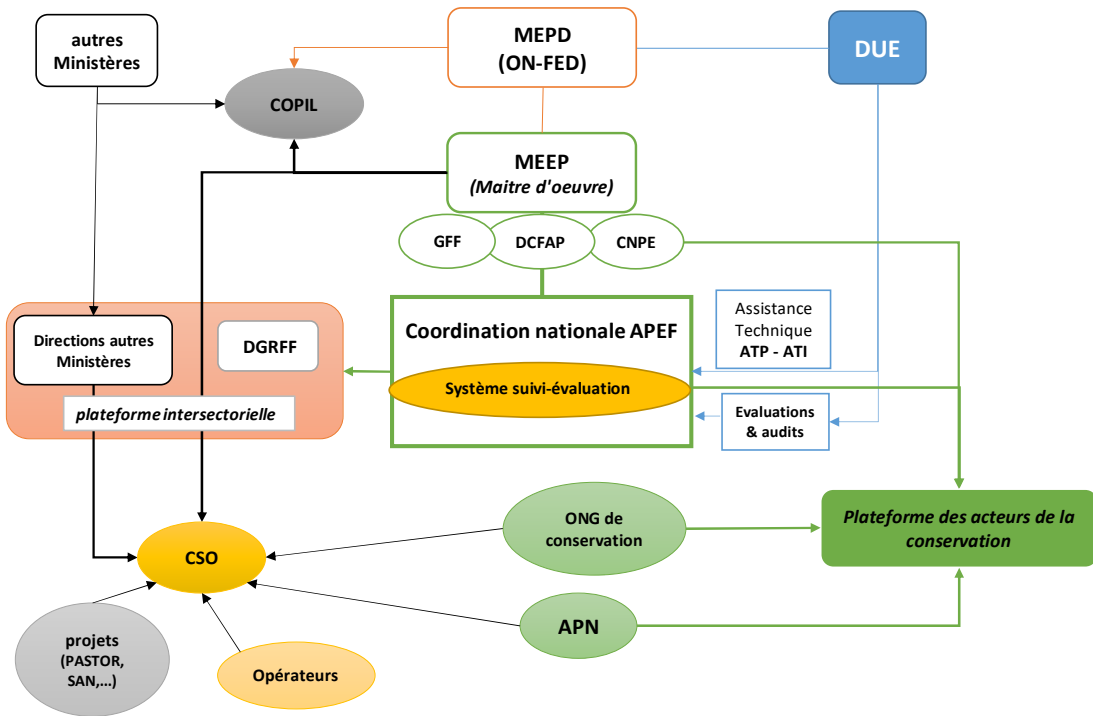 autres
Ministères
MEPD
(ON-FED)
DUE
COPIL
MEEP
(Maitre d'oeuvre)
GFF
DCFAP
CNPE
Coordination nationale APEF
Système suivi-évaluation
Assistance
Technique
ATP - ATI
Directions autres
Ministères
DGRFF
plateforme intersectorielle
Evaluations
& audits
ONG de
conservation
Plateforme des acteurs de la
conservation
CSO
APN
projets
(PASTOR,
SAN,...)
Opérateurs